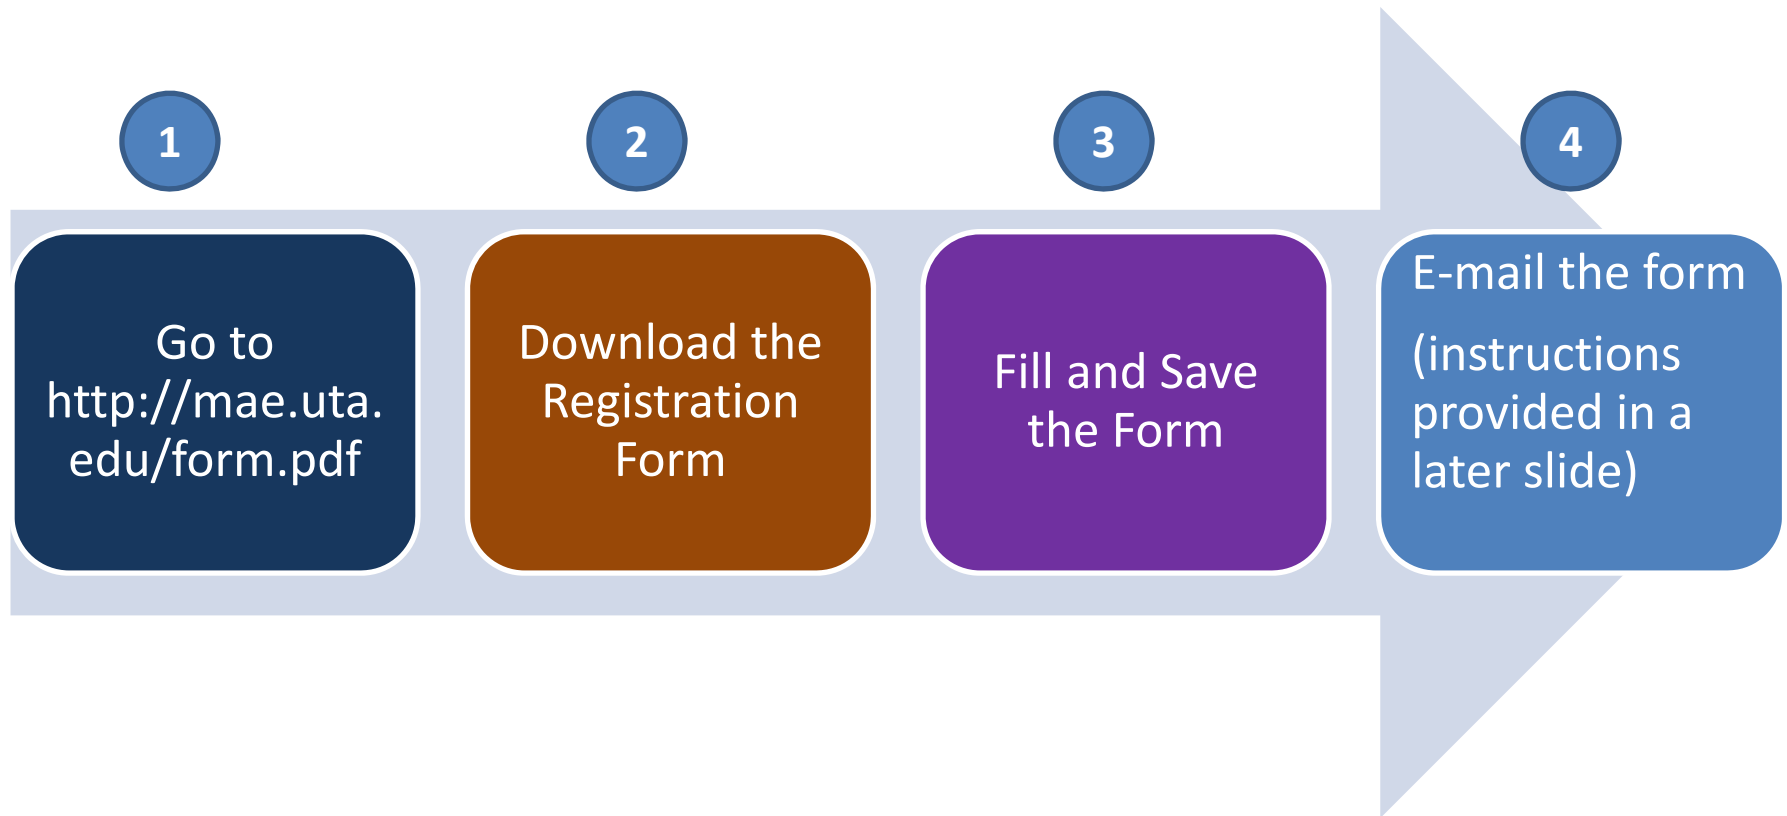 1
2
3
4
Go to
http://mae.uta.
edu/form.pdf
Download the
Registration
Form
Fill and Save
the Form
E-mail the form
(instructions
provided in a
later slide)